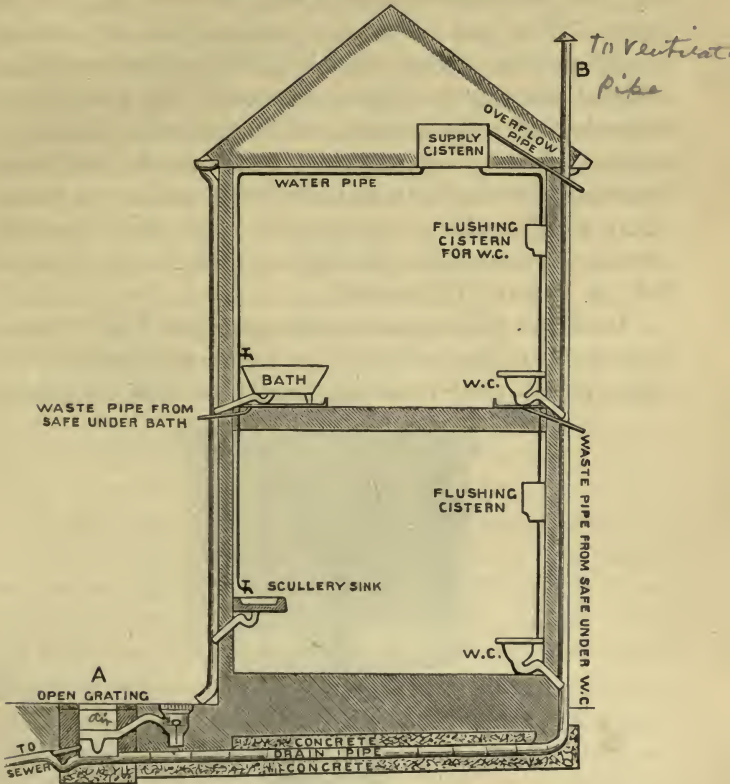 To Ventilat
Pipe
B
OVERFLOW
PIPE
SUPPLY
CISTERN
WATER PIPE
FLUSHING
CISTERN
FOR W.C.
BATH
W.C.
WASTE PIPE FROM
SAFE UNDER BATH
WASTE PIPE FROM SAFE UNDER W.C
FLUSHING
CISTERN
SCULLERY SINK
W.C.
A
OPEN GRATING
Air
TO
SEWER
CONCRETE
DRAIN PIPE
CONCRETE